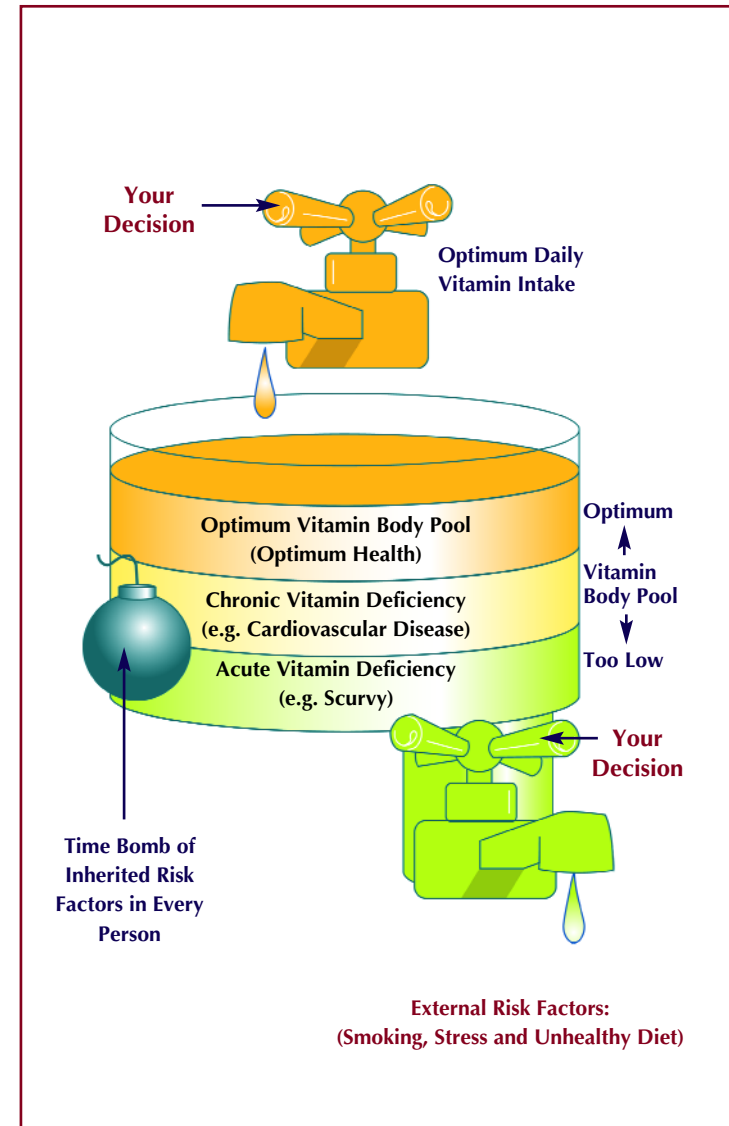 Your
Decision
Optimum Daily
Vitamin Intake
Optimum Vitamin Body Pool
(Optimum Health)
Chronic Vitamin Deficiency
(e.g. Cardiovascular Disease)
Acute Vitamin Deficiency
(e.g. Scurvy)
Optimum
Vitamin
Body Pool
Too Low
Your
Decision
Time Bomb of
Inherited Risk
Factors in Every
Person
External Risk Factors:
(Smoking, Stress and Unhealthy Diet)